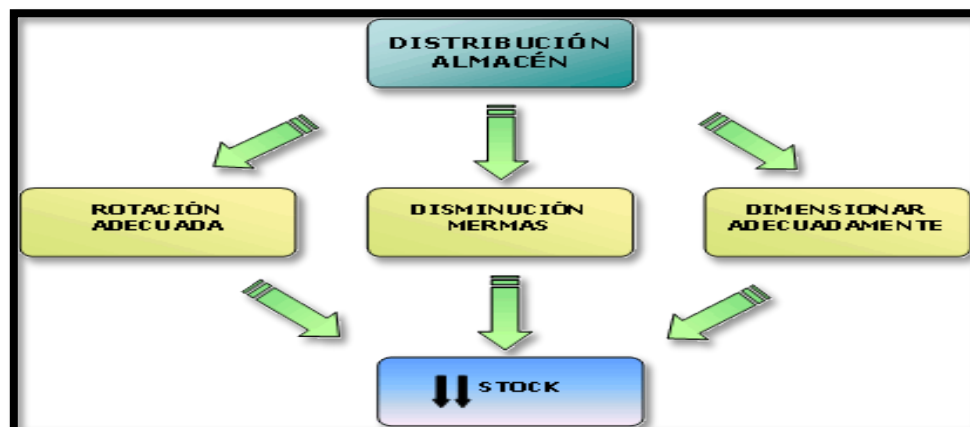 DISTRIBUCIÓN
ALMACÉN
ROTACIÓN
ADECUADA
DISMINUCIÓN
MERMAS
DIMENSIONAR
ADECUADAMENTE
STOCK